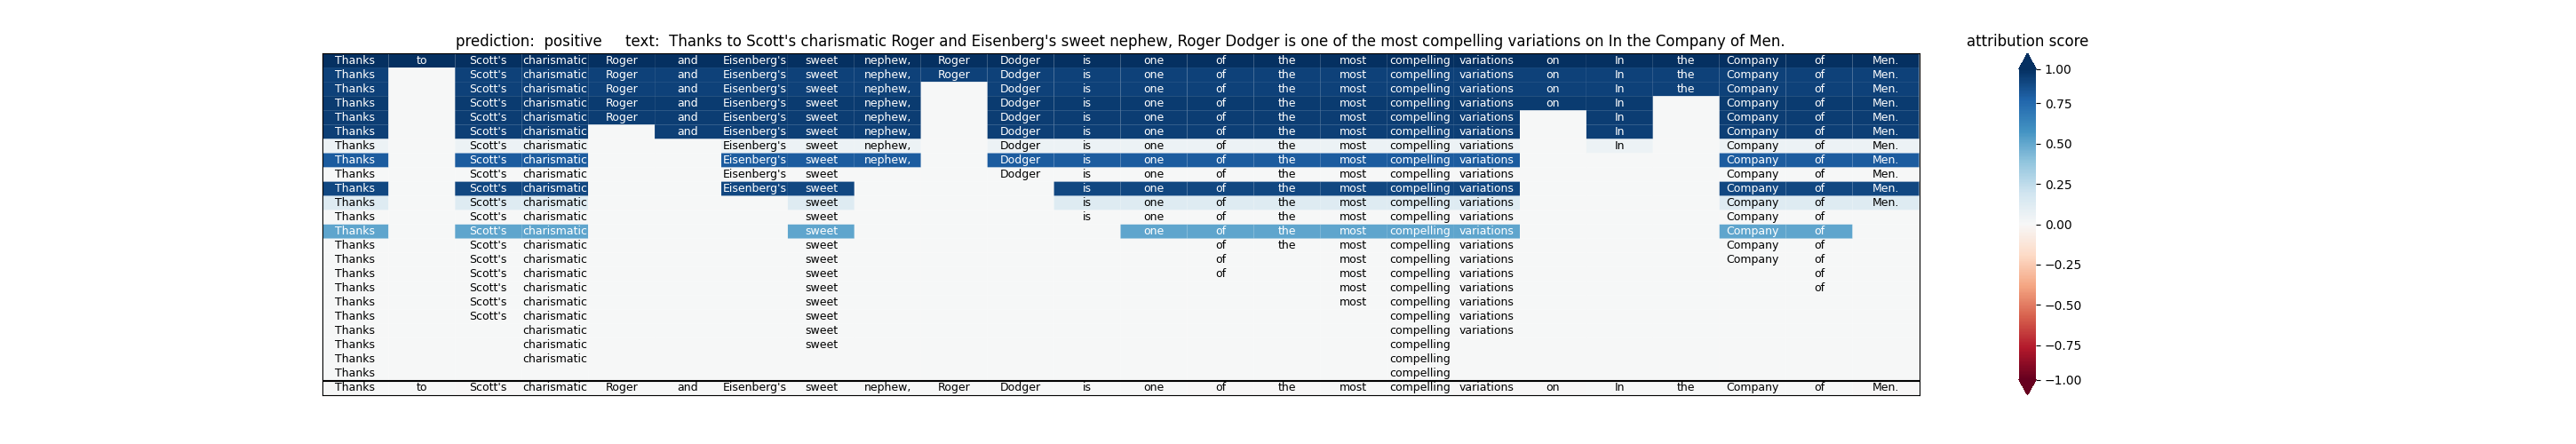 prediction: positive text: Thanks to Scott's charismatic Roger and Eisenberg's sweet nephew, Roger Dodger is one of the most compelling variations on In the Company of Men. attribution score
Thanks to Scott's charismatic Roger and Eisenberg's sweet nephew, Roger Dodger is one of the most compelling variations on In the Company of Men. 1.00
Thanks Scott's charismatic Roger and Eisenberg's sweet nephew, Roger Dodger is one of the most compelling variations on In the Company of Men.
Thanks Scott's charismatic Roger and Eisenberg's sweet nephew, Dodger is one of the most compelling variations on In the Company of Men.
Thanks Scott's charismatic Roger and Eisenberg's sweet nephew, Dodger is one of the most compelling variations on In Company of Men. 0.75
Thanks Scott's charismatic Roger and Eisenberg's sweet nephew, Dodger is one of the most compelling variations In Company of Men.
Thanks Scott's charismatic and Eisenberg's sweet nephew, Dodger is one of the most compelling variations In Company of Men.
Thanks Scott's charismatic Eisenberg's sweet nephew, Dodger is one of the most compelling variations In Company of Men. 0.50
Thanks Scott's charismatic Eisenberg's sweet nephew, Dodger is one of the most compelling variations Company of Men.
Thanks Scott's charismatic Eisenberg's sweet Dodger is one of the most compelling variations Company of Men.
Thanks Scott's charismatic Eisenberg's sweet is one of the most compelling variations Company of Men. 0.25
Thanks Scott's charismatic sweet is one of the most compelling variations Company of Men.
Thanks Scott's charismatic sweet is one of the most compelling variations Company of
Thanks Scott's charismatic sweet one of the most compelling variations Company of 0.00
Thanks Scott's charismatic sweet of the most compelling variations Company of
Thanks Scott's charismatic sweet of most compelling variations Company of
Thanks Scott's charismatic sweet of most compelling variations of −0.25
Thanks Scott's charismatic sweet most compelling variations of
Thanks Scott's charismatic sweet most compelling variations −0.50
Thanks Scott's charismatic sweet compelling variations
Thanks charismatic sweet compelling variations
Thanks charismatic sweet compelling −0.75
Thanks charismatic compelling
Thanks compelling
Thanks to Scott's charismatic Roger and Eisenberg's sweet nephew, Roger Dodger is one of the most compelling variations on In the Company of Men. −1.00